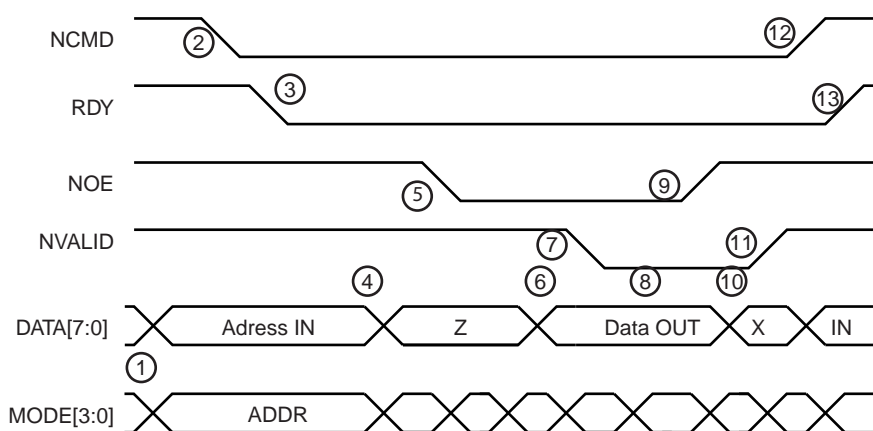 NCMD ② ⑫
RDY ③ ⑬
NOE ⑤ ⑨
NVALID ⑦ ⑪
④ ⑥ ⑧ ⑩
DATA[7:0] Adress IN Z Data OUT X IN
①
MODE[3:0] ADDR